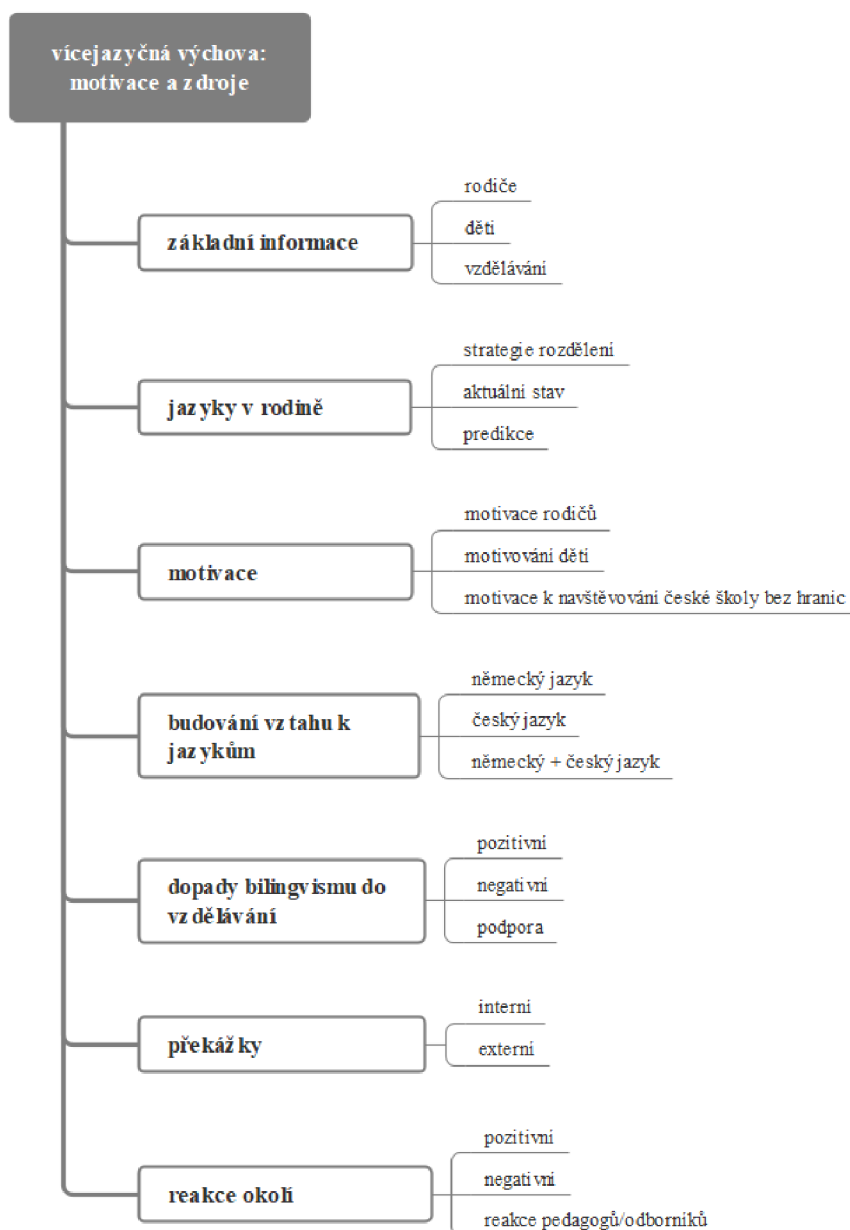 vícejazyčná výchova:
motivace a zdroje
základní informace
rodiče
děti
vzdělávání
jazyky v rodině
strategie rozdělení
aktuální stav
predikce
motivace
motivace rodičů
motivování dětí
motivace k navštěvování české školy bez hranic
budování vztahu k
jazykům
německý jazyk
český jazyk
německý + český jazyk
dopady bilingvismu do
vzdělávání
pozitivní
negativní
podpora
překážky
interní
externí
reakce okolí
pozitivní
negativní
reakce pedagogů/odborníků